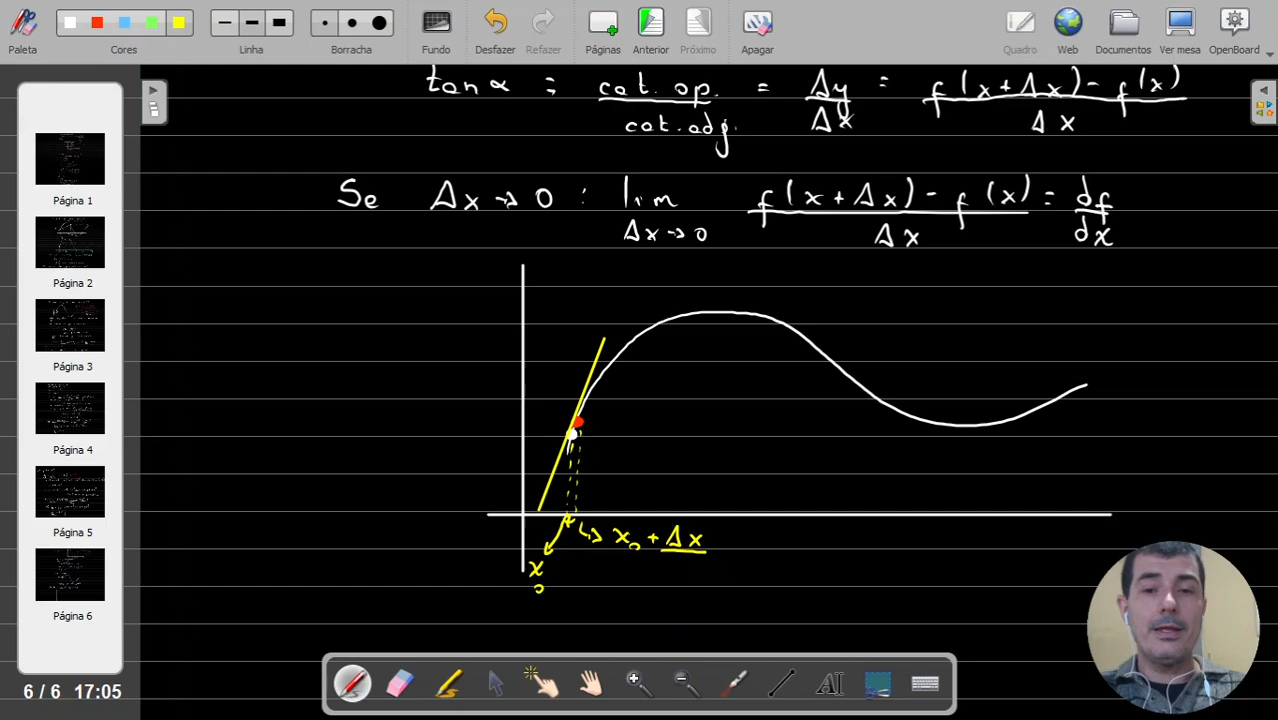 Paleta Cores Linha Borracha Fundo Desfazer Refazer Páginas Anterior Próximo Apagar Quadro Web Documentos Ver mesa OpenBoard
tan α = cat. op. / cat. adj. = Δy / Δx = f(x+Δx) - f(x) / Δx
Se Δx → 0 : lim Δx→0 f(x+Δx) - f(x) / Δx = df / dx
x₀ + Δx
x₀
Página 1
Página 2
Página 3
Página 4
Página 5
Página 6
6 / 6 17:05
AI